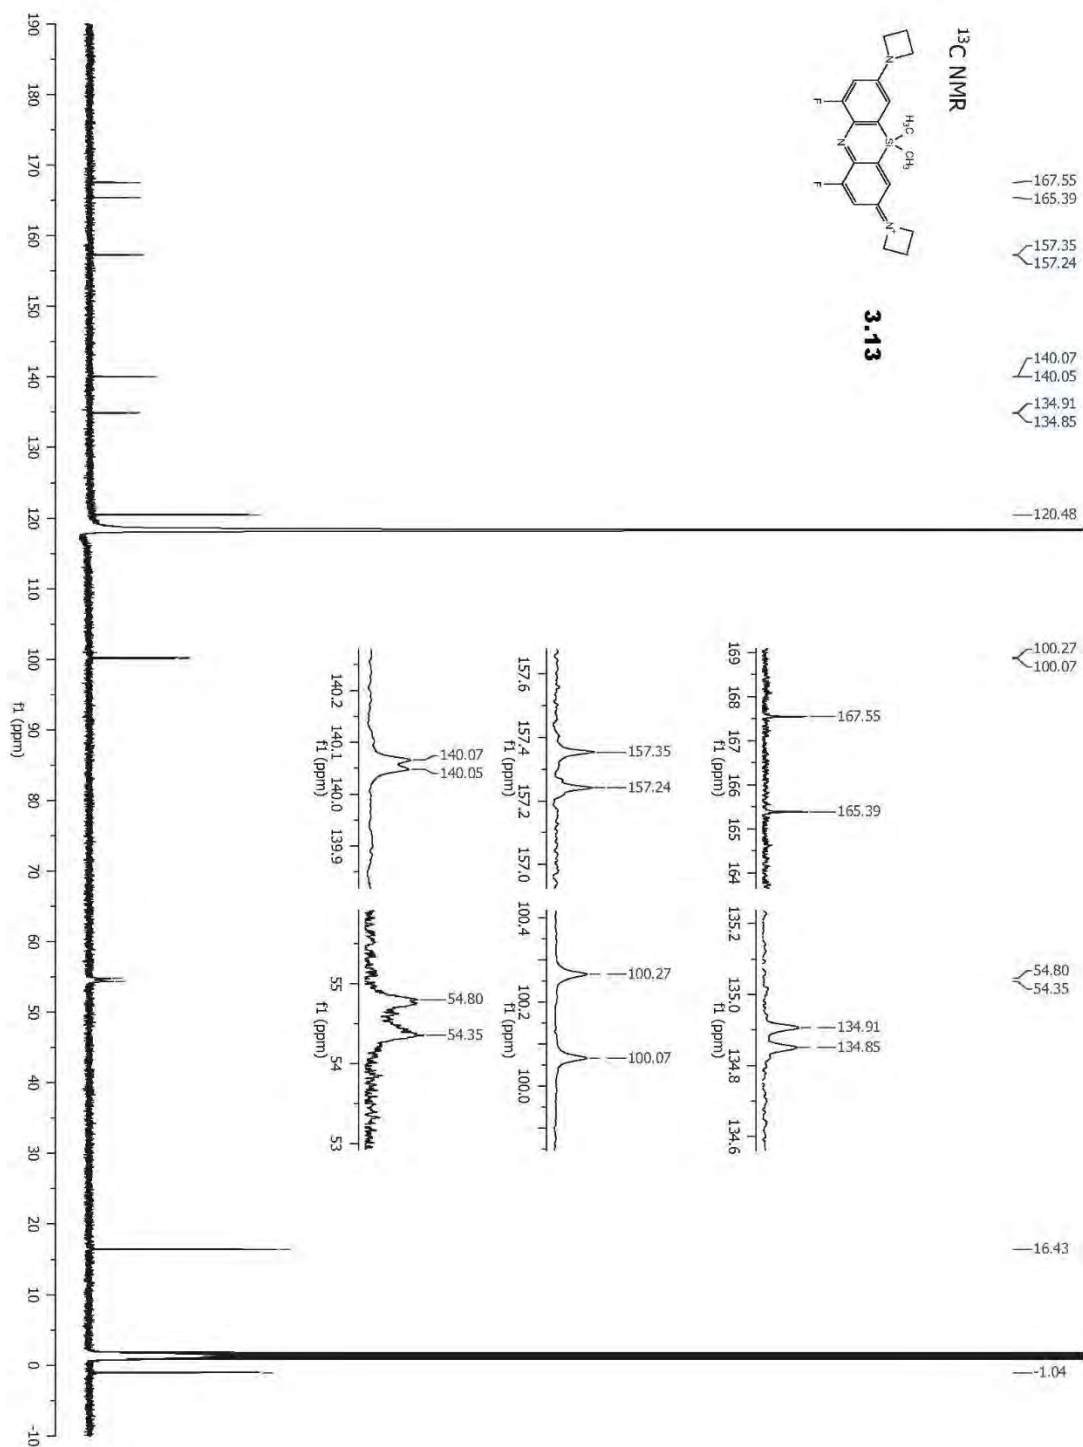 ¹³C NMR
N
F
H₃C
CH₃
Si
N
F
N⁺
3.13
167.55
165.39
157.35
157.24
140.07
140.05
134.91
134.85
120.48
100.27
100.07
54.80
54.35
16.43
-1.04
167.55
165.39
169 168 167 166 165 164
f1 (ppm)
134.91
134.85
135.2 135.0 134.8 134.6
f1 (ppm)
157.35
157.24
157.6 157.4 157.2 157.0
f1 (ppm)
100.27
100.07
100.4 100.2 100.0
f1 (ppm)
140.07
140.05
140.2 140.1 140.0 139.9
f1 (ppm)
54.80
54.35
55 54 53
f1 (ppm)
190 180 170 160 150 140 130 120 110 100 90 80 70 60 50 40 30 20 10 0 -10
f1 (ppm)